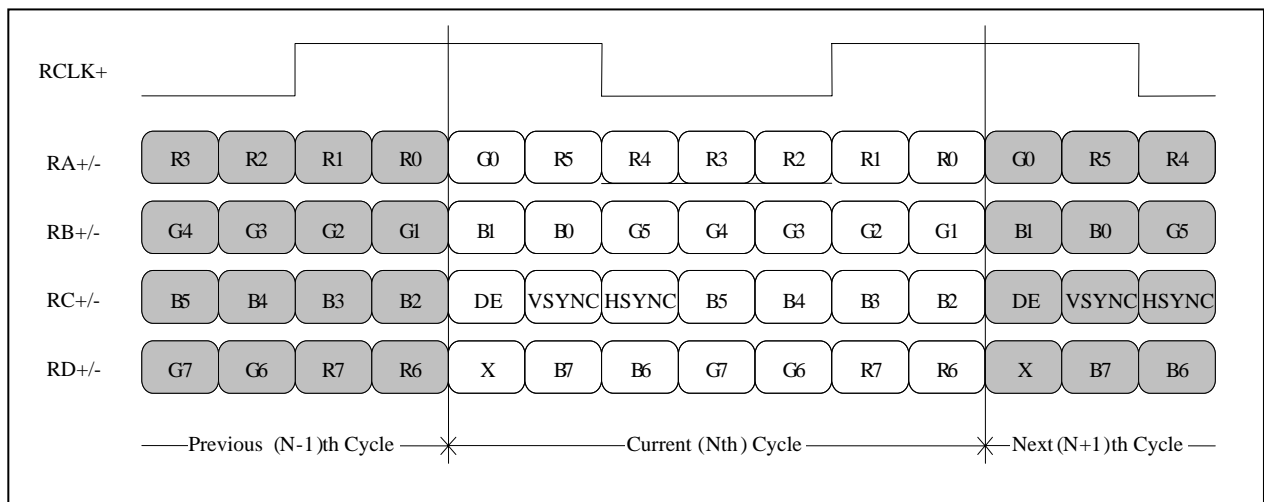 RCLK+
RA+/- R3 R2 R1 R0 G0 R5 R4 R3 R2 R1 R0 G0 R5 R4
RB+/- G4 G3 G2 G1 B1 B0 G5 G4 G3 G2 G1 B1 B0 G5
RC+/- B5 B4 B3 B2 DE VSYNC HSYNC B5 B4 B3 B2 DE VSYNC HSYNC
RD+/- G7 G6 R7 R6 X B7 B6 G7 G6 R7 R6 X B7 B6
Previous (N-1)th Cycle Current (Nth) Cycle Next (N+1)th Cycle